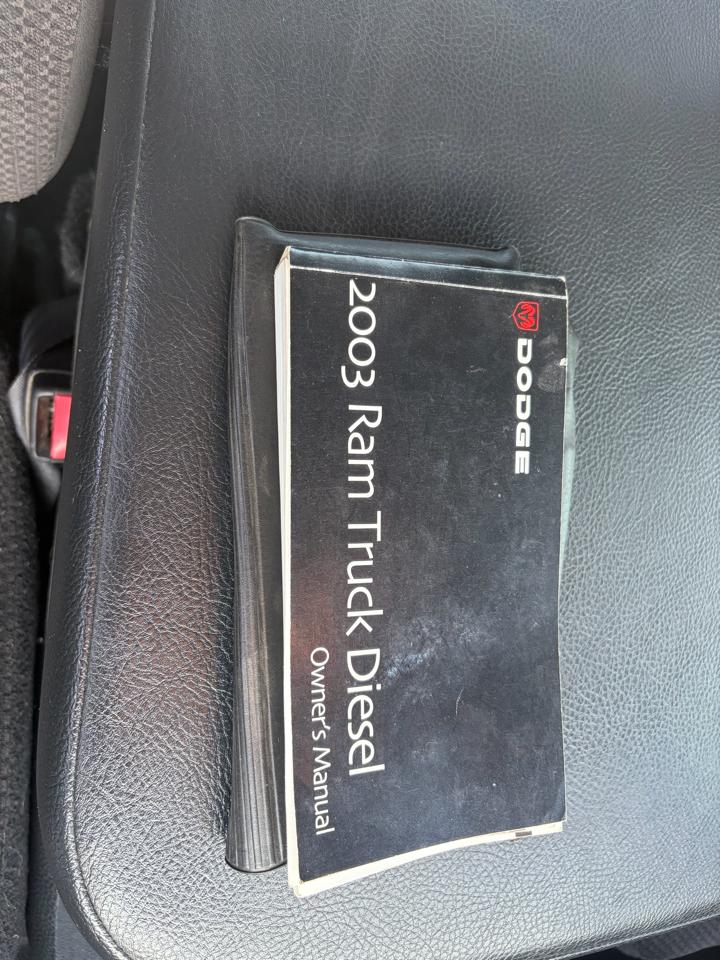 DODGE
2003 Ram Truck Diesel
Owner's Manual